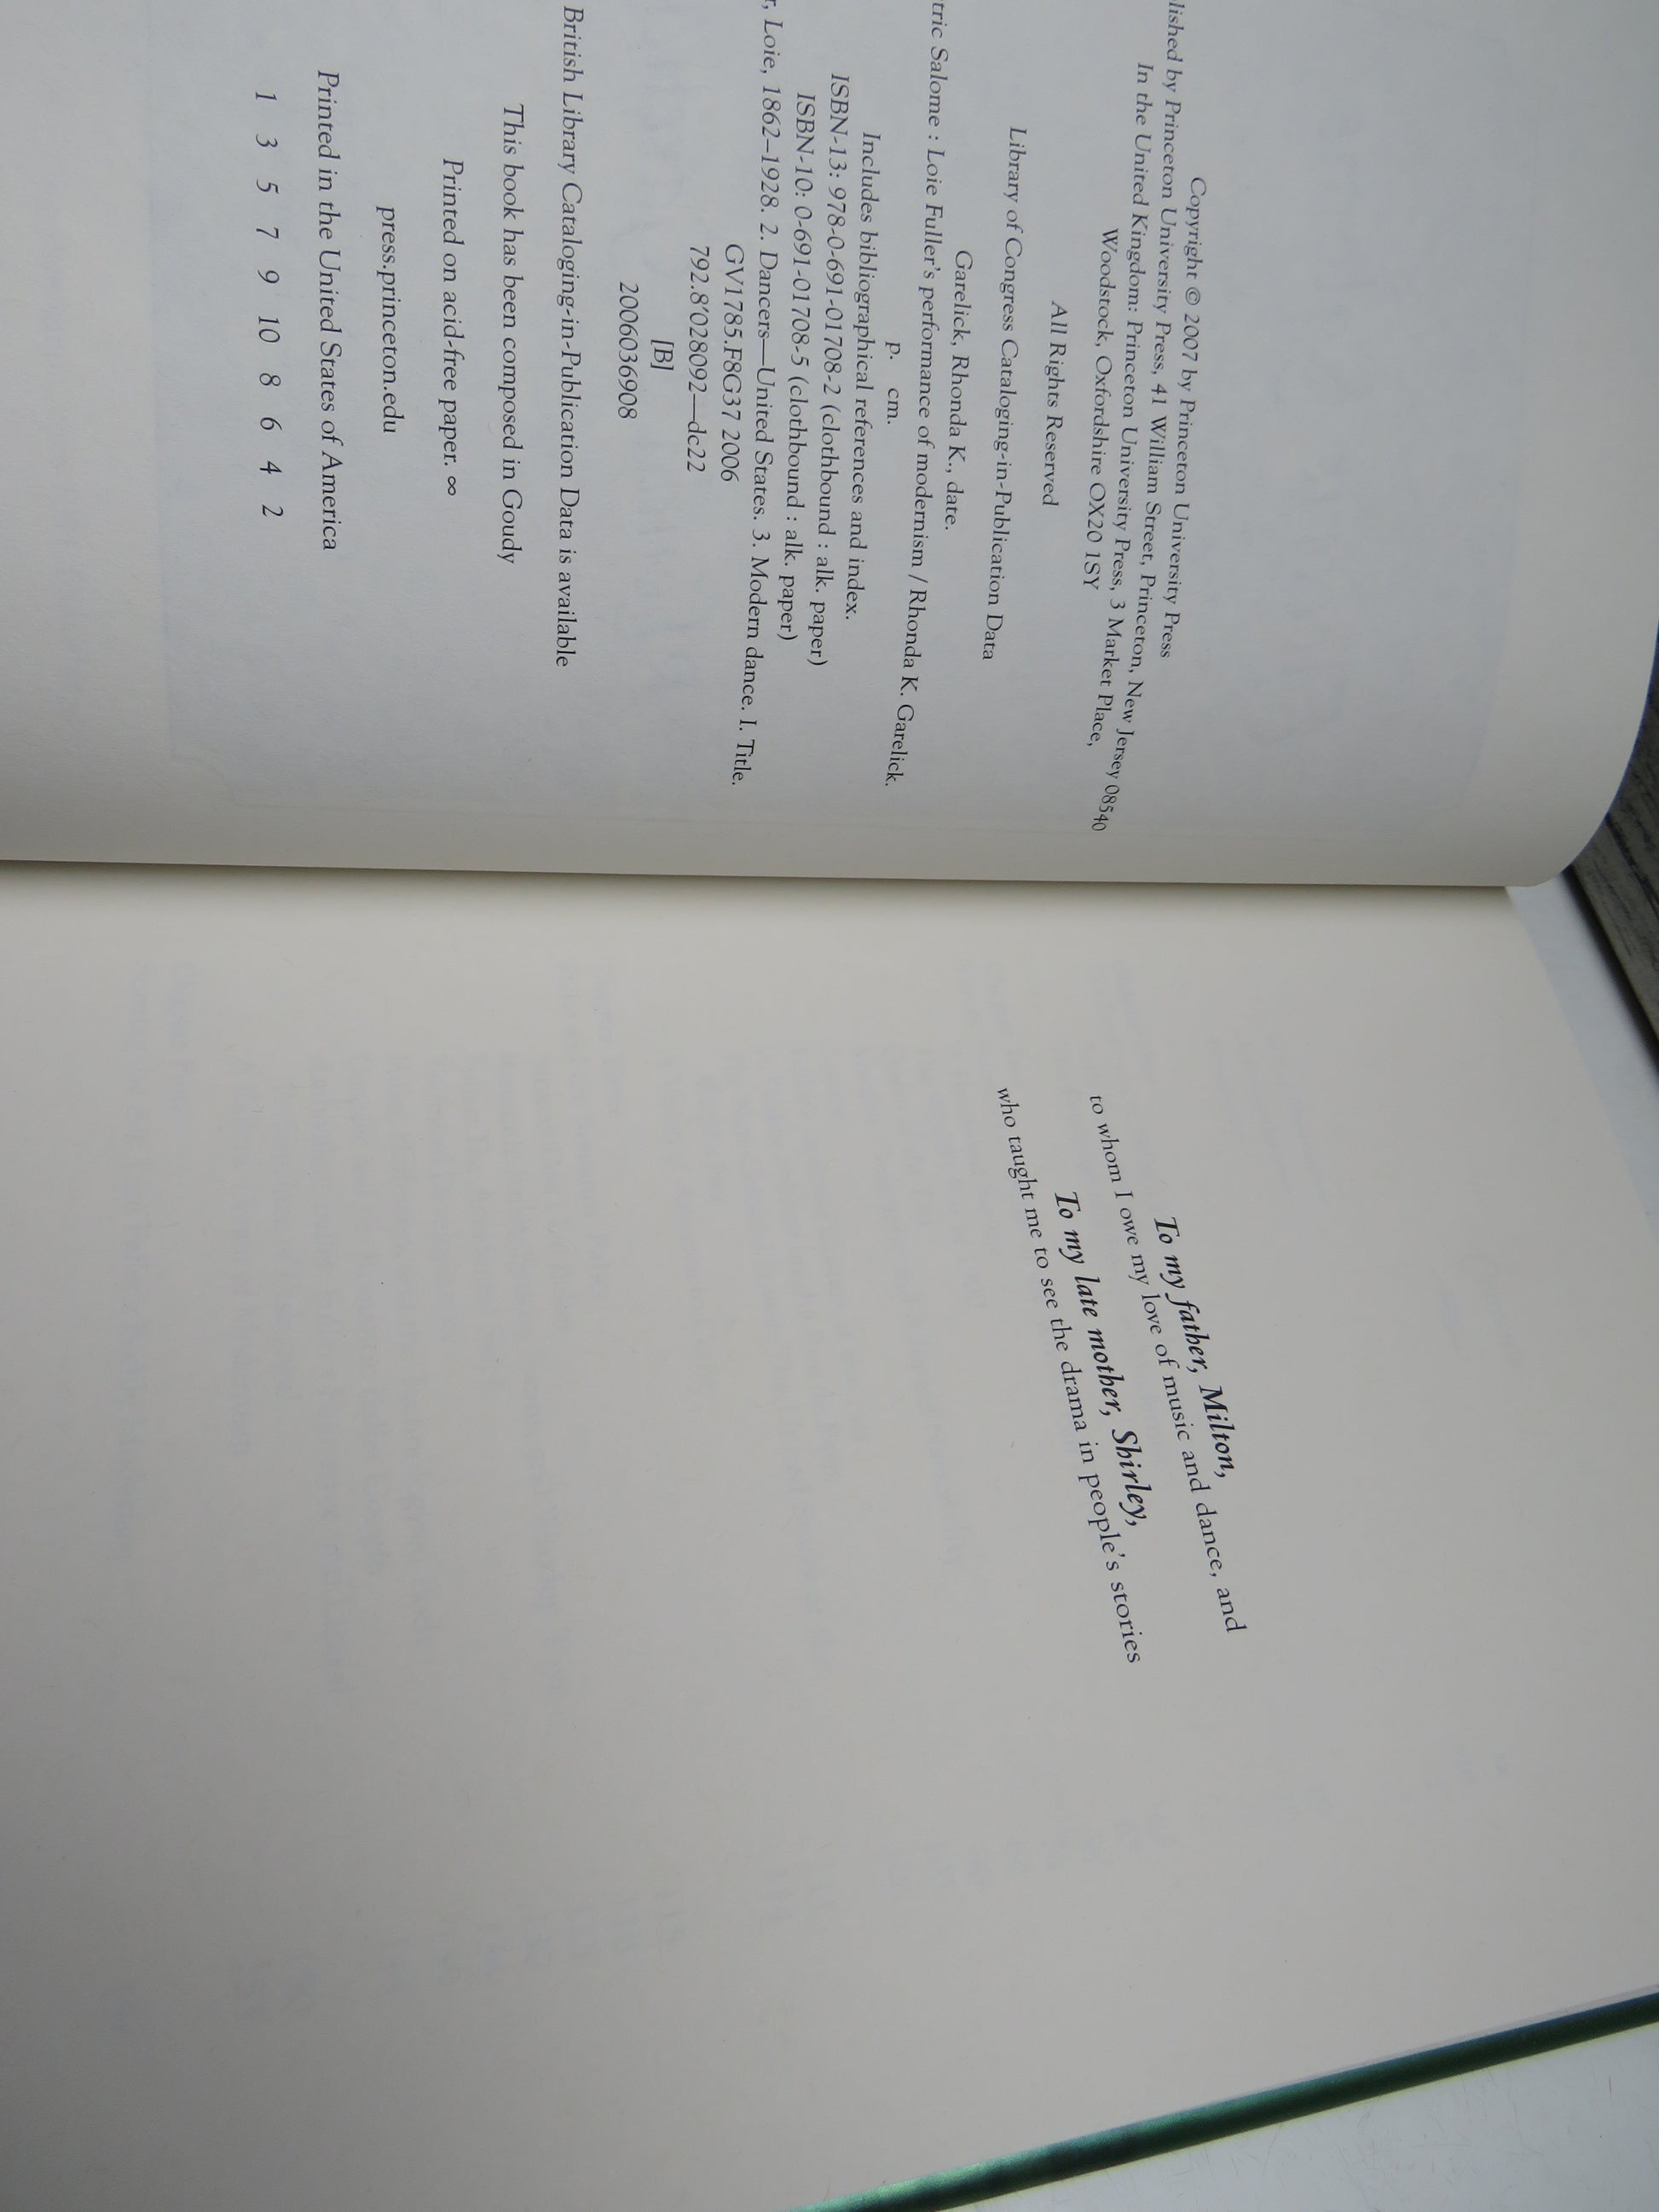 Copyright © 2007 by Princeton University Press
lished by Princeton University Press, 41 William Street, Princeton, New Jersey 08540
In the United Kingdom: Princeton University Press, 3 Market Place,
Woodstock, Oxfordshire OX20 1SY
All Rights Reserved
Library of Congress Cataloging-in-Publication Data
Garelick, Rhonda K., date.
tric Salome : Loie Fuller's performance of modernism / Rhonda K. Garelick.
p. cm.
Includes bibliographical references and index.
ISBN-13: 978-0-691-01708-2 (clothbound : alk. paper)
ISBN-10: 0-691-01708-5 (clothbound : alk. paper)
r, Loie, 1862–1928. 2. Dancers—United States. 3. Modern dance. I. Title.
GV1785.F8G37 2006
792.8′028092—dc22
[B]
2006036908
British Library Cataloging-in-Publication Data is available
This book has been composed in Goudy
Printed on acid-free paper. ∞
press.princeton.edu
Printed in the United States of America
1 3 5 7 9 10 8 6 4 2
To my father, Milton,
to whom I owe my love of music and dance, and
To my late mother, Shirley,
who taught me to see the drama in people's stories